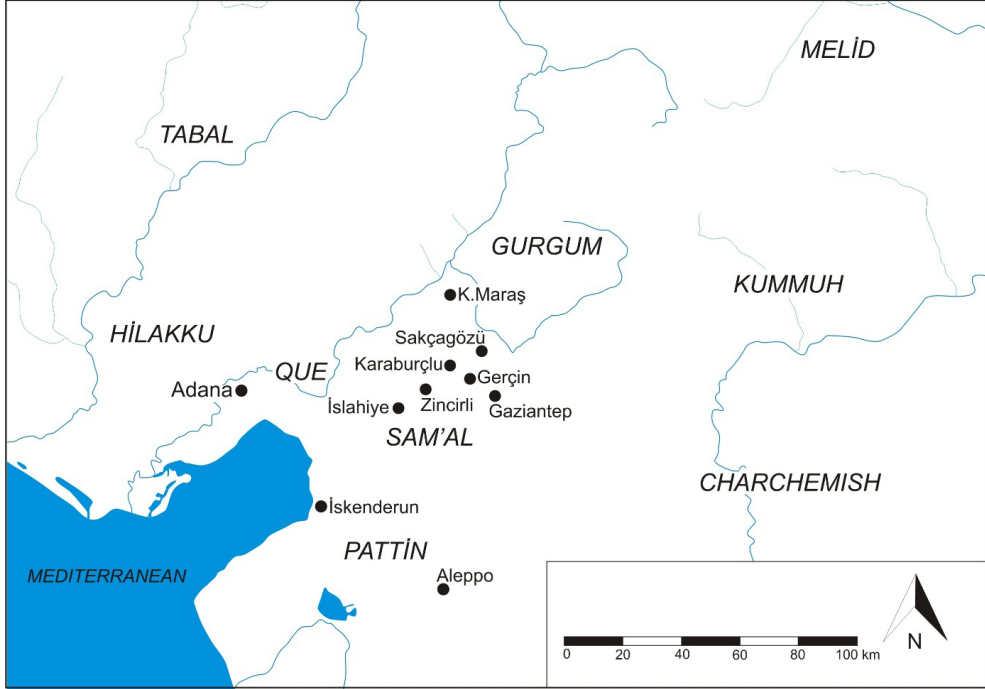 MELİD
TABAL
GURGUM
KUMMUH
K.Maraş
HİLAKKU
Sakçagözü
Karaburçlu
QUE
Gerçin
Adana
Zincirli
Gaziantep
İslahiye
SAM'AL
CHARCHEMISH
İskenderun
PATTİN
MEDITERRANEAN
Aleppo
N
0 20 40 60 80 100 km